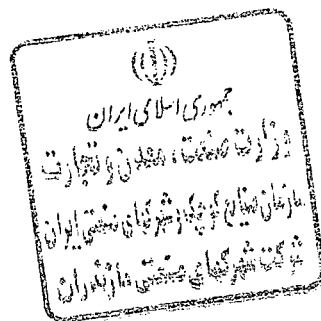 جمهوری اسلامی ایران
وزارت صنعت، معدن و تجارت
سازمان صنایع کوچک و شهرکهای صنعتی ایران
شرکت شهرکهای صنعتی مازندران